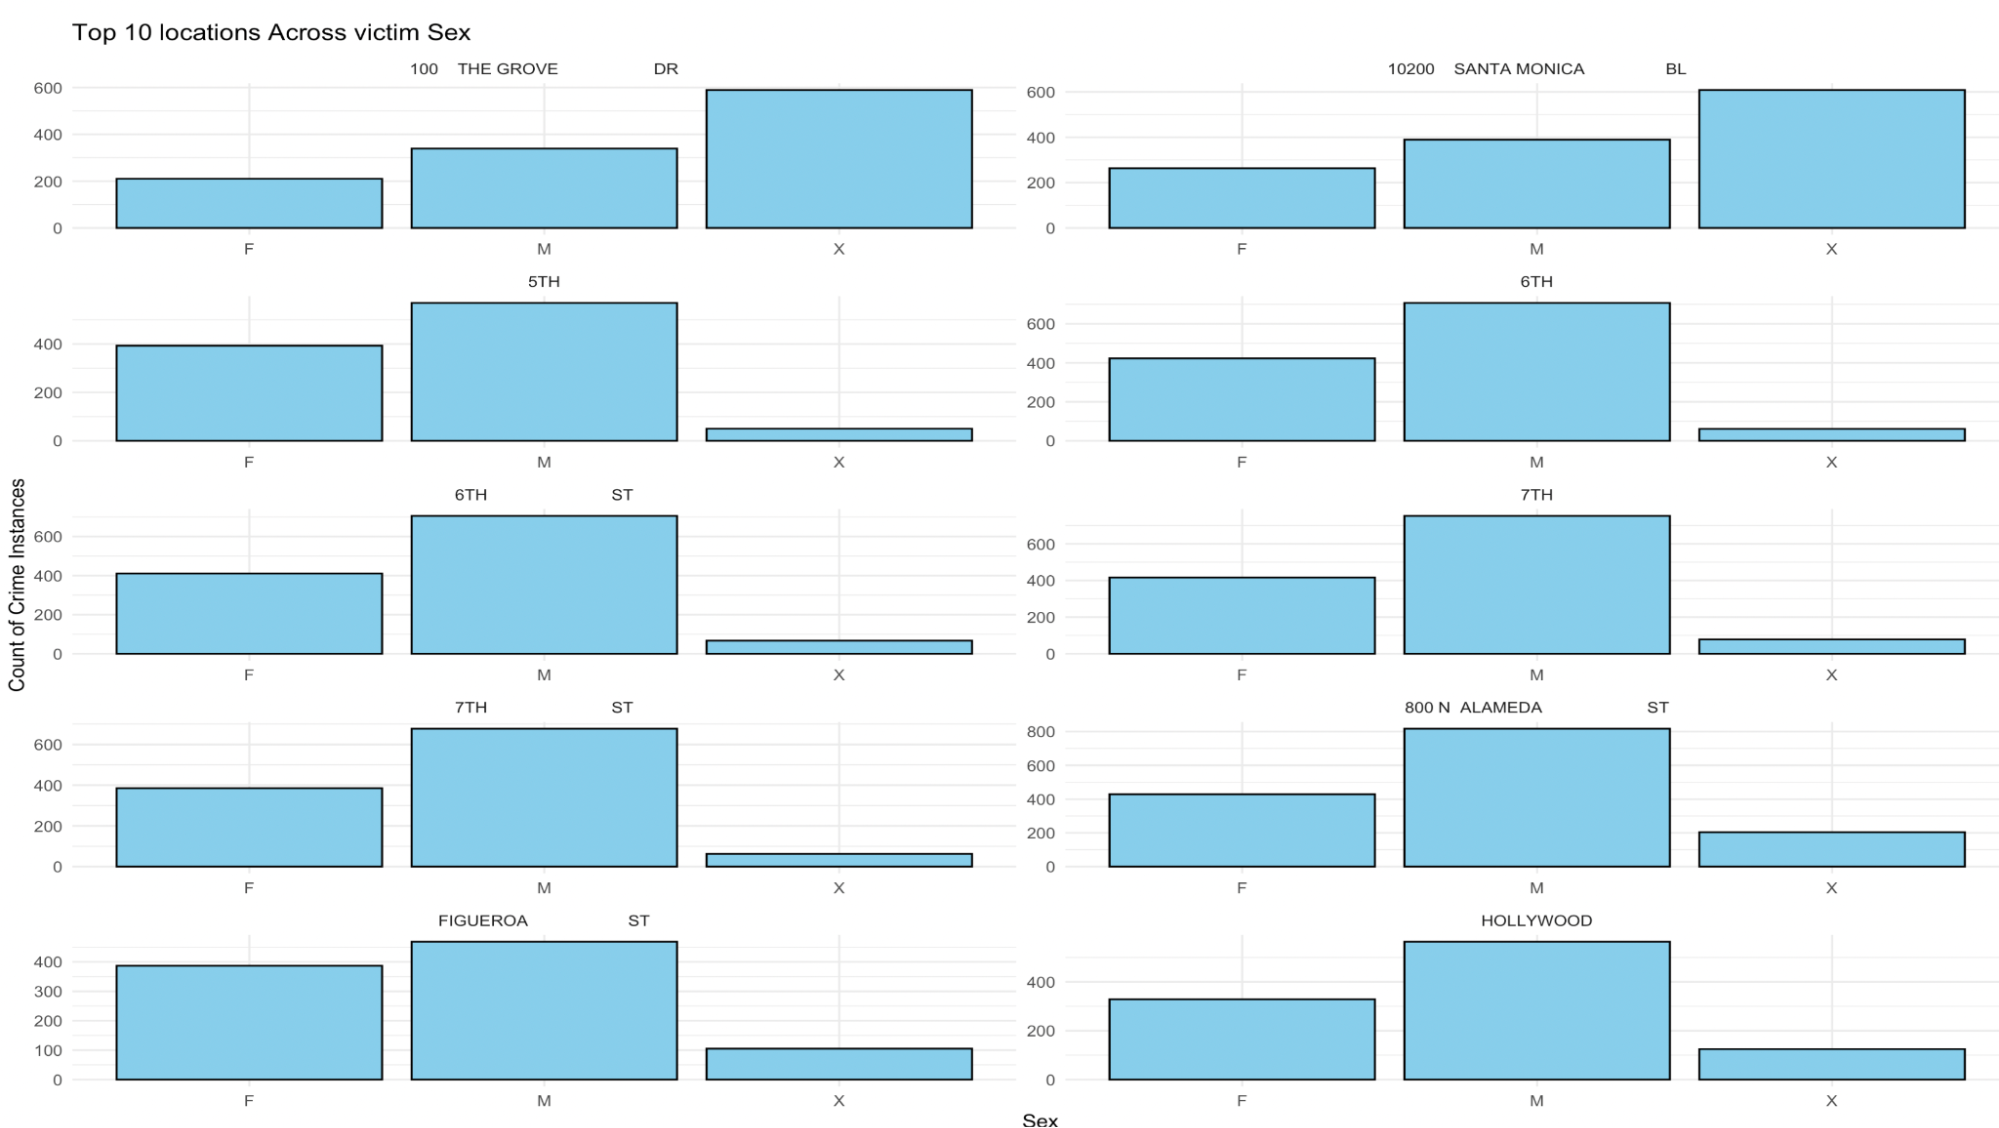 Top 10 locations Across victim Sex
100 THE GROVE DR
600
400
200
0
F M X
10200 SANTA MONICA BL
600
400
200
0
F M X
5TH
400
200
0
F M X
6TH
600
400
200
0
F M X
6TH ST
600
400
200
0
F M X
7TH
600
400
200
0
F M X
7TH ST
600
400
200
0
F M X
800 N ALAMEDA ST
800
600
400
200
0
F M X
FIGUEROA ST
400
300
200
100
0
F M X
HOLLYWOOD
400
200
0
F M X
Count of Crime Instances
Sex